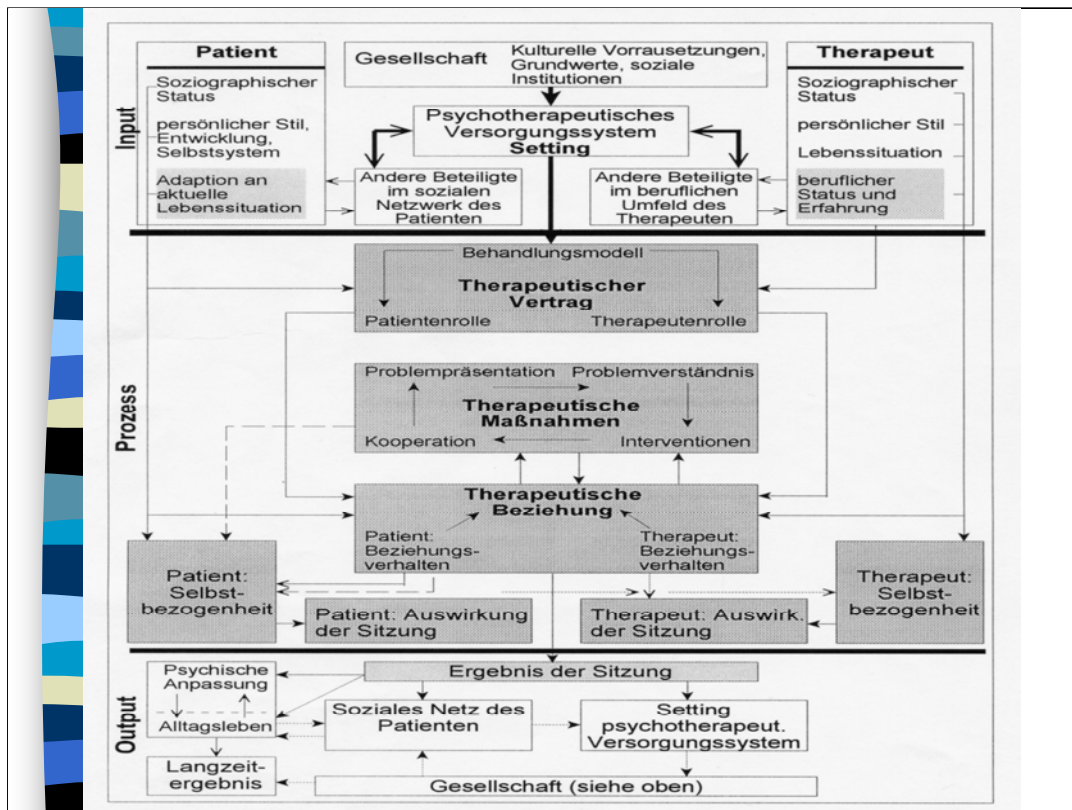 Input
Patient
Soziographischer
Status
persönlicher Stil,
Entwicklung,
Selbstsystem
Adaption an
aktuelle
Lebenssituation
Gesellschaft
Kulturelle Vorrausetzungen,
Grundwerte, soziale
Institutionen
Psychotherapeutisches
Versorgungssystem
Setting
Andere Beteiligte
im sozialen
Netzwerk des
Patienten
Andere Beteiligte
im beruflichen
Umfeld des
Therapeuten
Therapeut
Soziographischer
Status
persönlicher Stil
Lebenssituation
beruflicher
Status und
Erfahrung
Prozess
Behandlungsmodell
Therapeutischer
Vertrag
Patientenrolle
Therapeutenrolle
Problempräsentation
Problemverständnis
Therapeutische
Maßnahmen
Kooperation
Interventionen
Therapeutische
Beziehung
Patient:
Beziehungs-
verhalten
Therapeut:
Beziehungs-
verhalten
Patient:
Selbst-
bezogenheit
Patient: Auswirkung
der Sitzung
Therapeut: Auswirk.
der Sitzung
Therapeut:
Selbst-
bezogenheit
Output
Ergebnis der Sitzung
Psychische
Anpassung
Alltagsleben
Soziales Netz des
Patienten
Setting
psychotherapeut.
Versorgungssystem
Langzeit-
ergebnis
Gesellschaft (siehe oben)